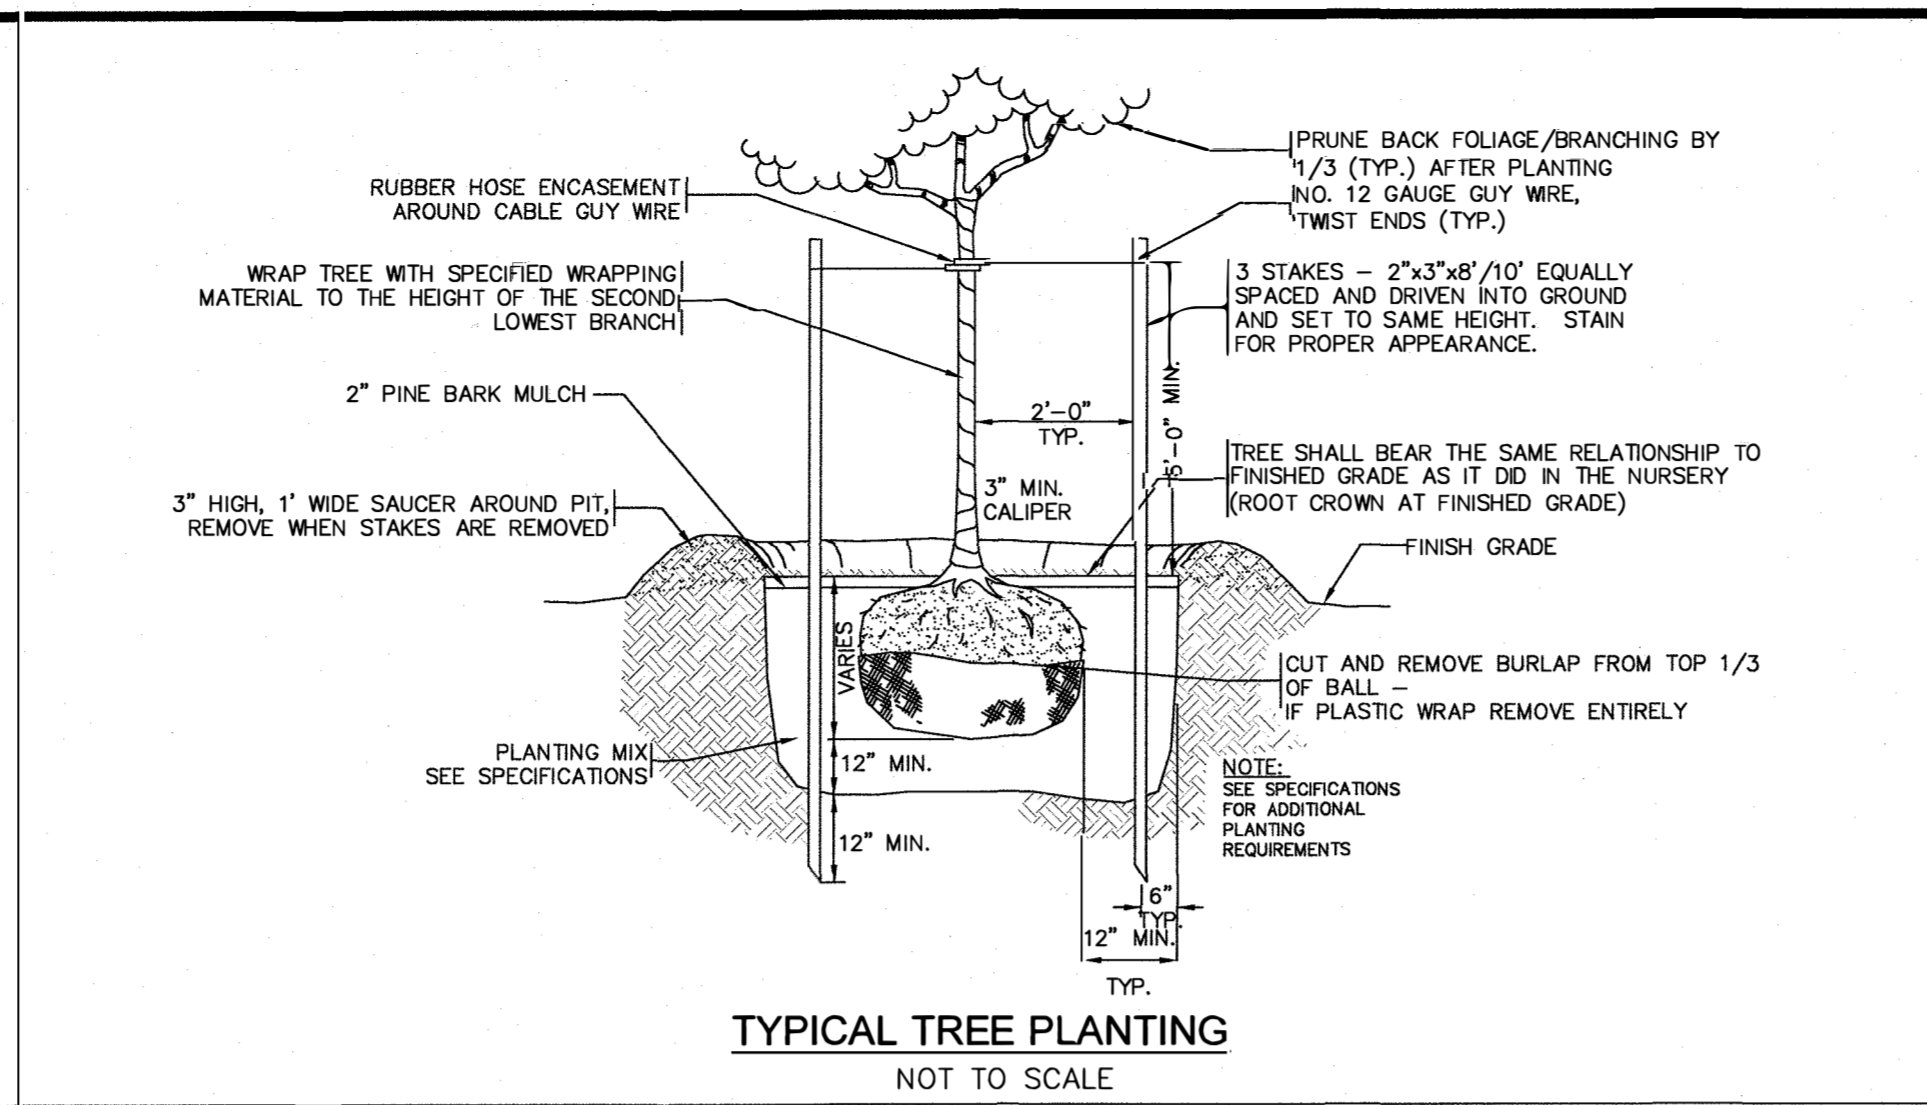 PRUNE BACK FOLIAGE/BRANCHING BY
1/3 (TYP.) AFTER PLANTING
NO. 12 GAUGE GUY WIRE,
TWIST ENDS (TYP.)
RUBBER HOSE ENCASEMENT
AROUND CABLE GUY WIRE
WRAP TREE WITH SPECIFIED WRAPPING
MATERIAL TO THE HEIGHT OF THE SECOND
LOWEST BRANCH
3 STAKES – 2"x3"x8'/10' EQUALLY
SPACED AND DRIVEN INTO GROUND
AND SET TO SAME HEIGHT. STAIN
FOR PROPER APPEARANCE.
2" PINE BARK MULCH
2'-0"
TYP.
5'-0" MIN.
TREE SHALL BEAR THE SAME RELATIONSHIP TO
FINISHED GRADE AS IT DID IN THE NURSERY
(ROOT CROWN AT FINISHED GRADE)
3" MIN.
CALIPER
3" HIGH, 1' WIDE SAUCER AROUND PIT,
REMOVE WHEN STAKES ARE REMOVED
FINISH GRADE
VARIES
CUT AND REMOVE BURLAP FROM TOP 1/3
OF BALL –
IF PLASTIC WRAP REMOVE ENTIRELY
PLANTING MIX
SEE SPECIFICATIONS
12" MIN.
12" MIN.
NOTE:
SEE SPECIFICATIONS
FOR ADDITIONAL
PLANTING
REQUIREMENTS
6"
TYP.
12" MIN.
TYP.
TYPICAL TREE PLANTING
NOT TO SCALE